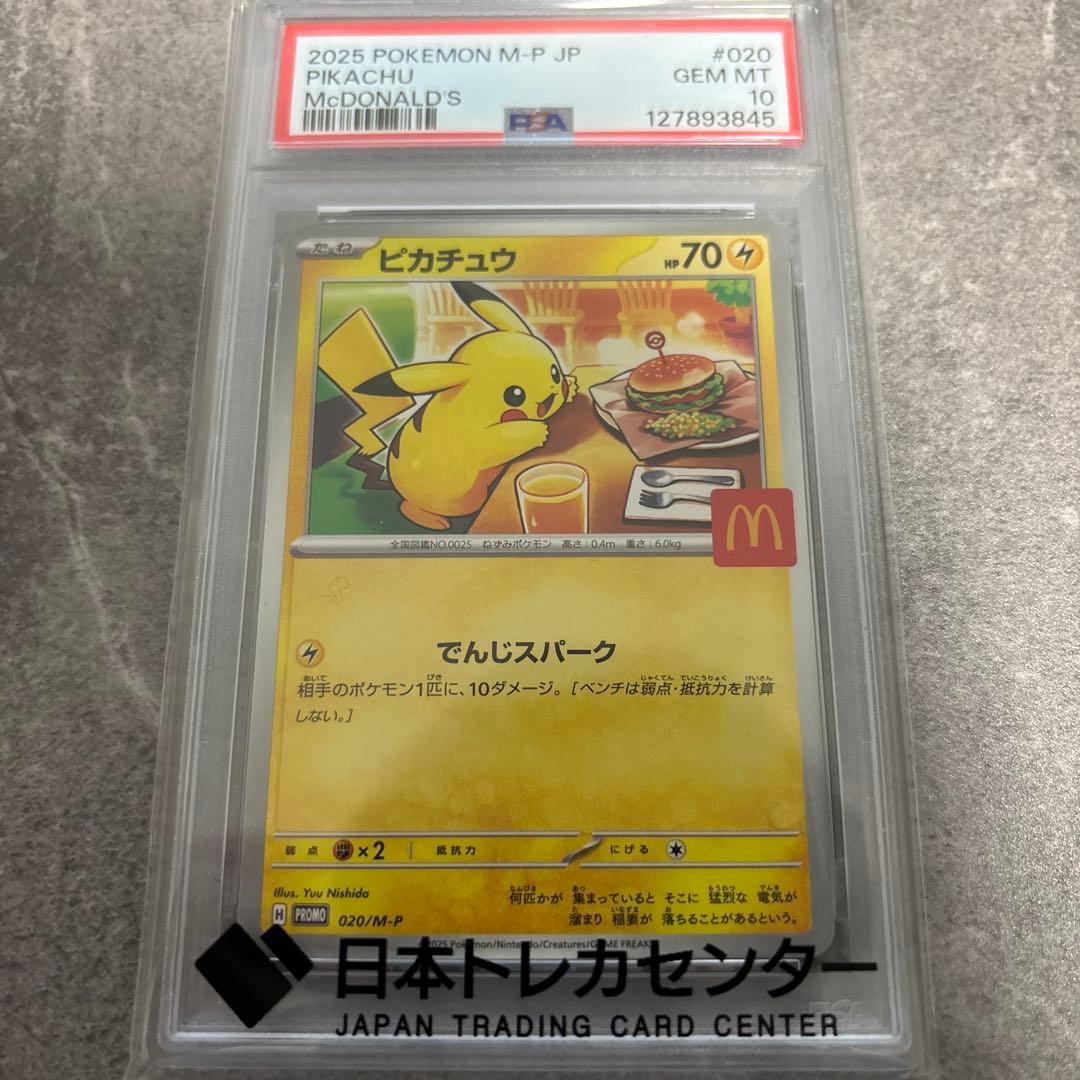 2025 POKEMON M-P JP #020
PIKACHU GEM MT
McDONALD'S 10
PSA 127893845
たね ピカチュウ HP70
M
全国図鑑NO.0025 ねずみポケモン 高さ:0.4m 重さ:6.0kg
でんじスパーク
相手のポケモン1匹に、10ダメージ。[ベンチは弱点・抵抗力を計算
しない。]
弱点 ×2 抵抗力 にげる
Illus. Yuu Nishida
何匹かが 集まっていると そこに 猛烈な 電気が
溜まり 稲妻が 落ちることがあるという。
H PROMO 020/M-P
©2025 Pokémon/Nintendo/Creatures/GAME FREAK
日本トレカセンター
JAPAN TRADING CARD CENTER